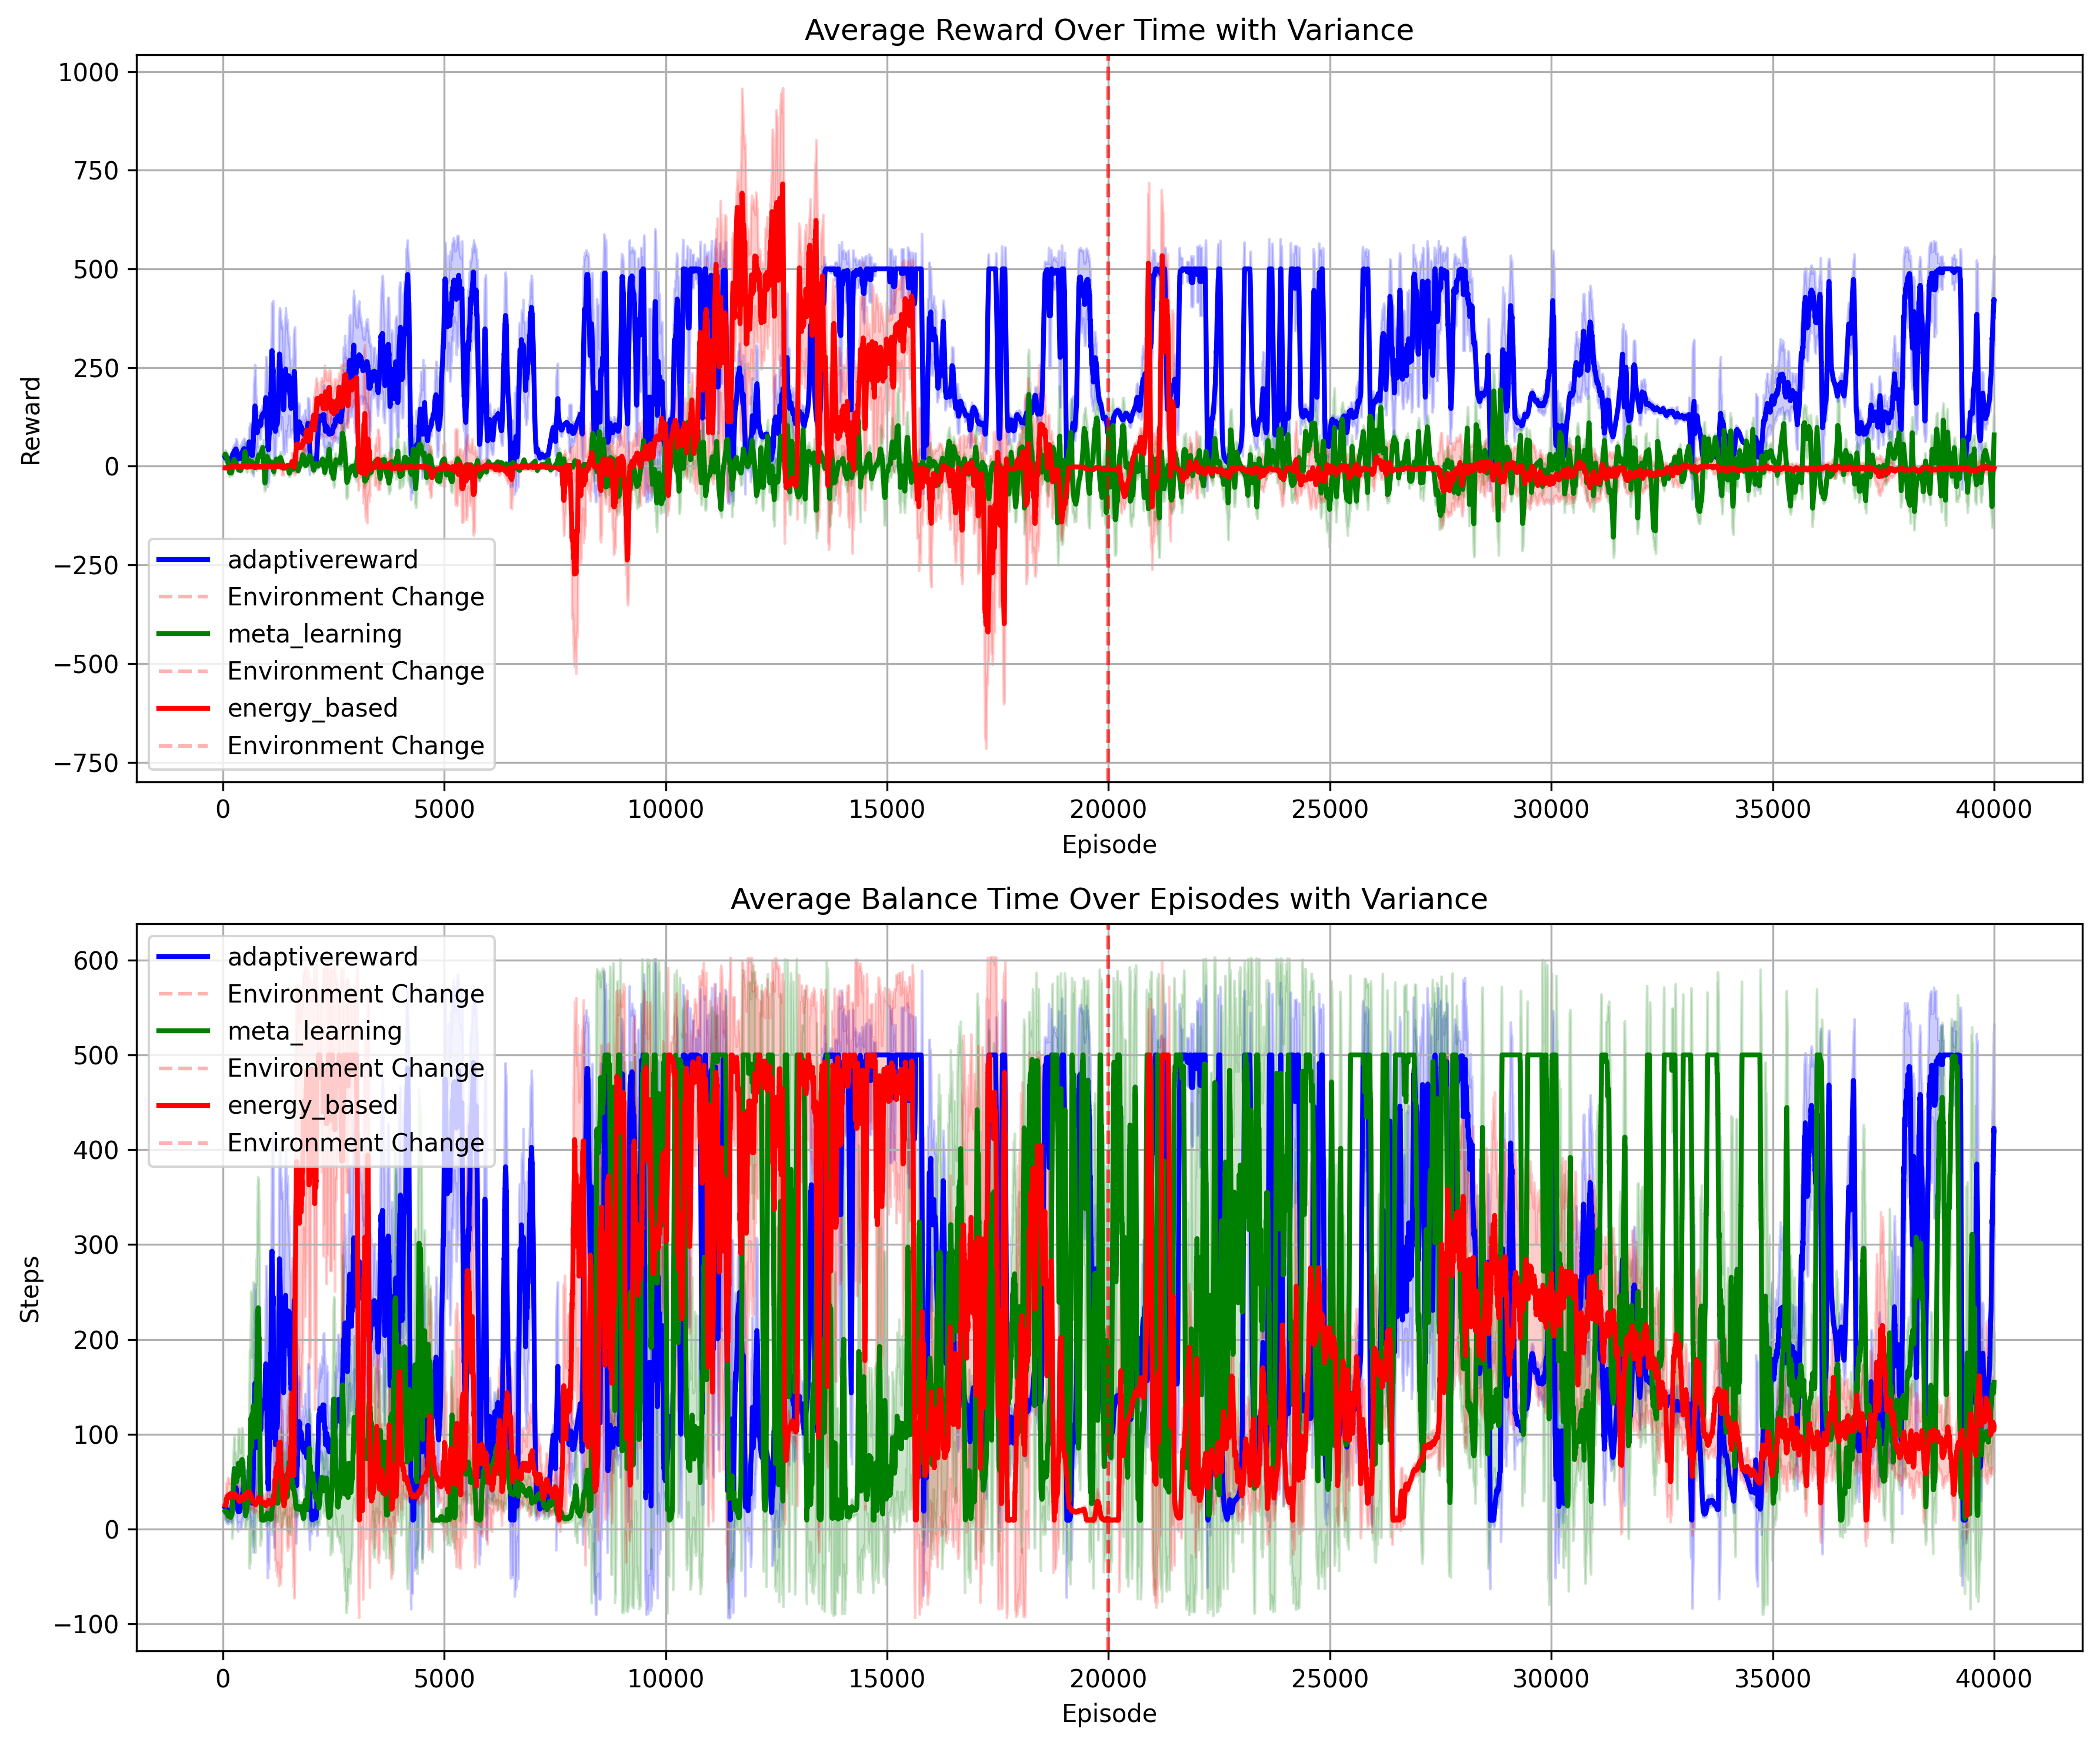 Average Reward Over Time with Variance
1000
750
500
250
0
−250
−500
−750
Reward
adaptivereward
Environment Change
meta_learning
Environment Change
energy_based
Environment Change
0 5000 10000 15000 20000 25000 30000 35000 40000
Episode
Average Balance Time Over Episodes with Variance
600
500
400
300
200
100
0
−100
Steps
adaptivereward
Environment Change
meta_learning
Environment Change
energy_based
Environment Change
0 5000 10000 15000 20000 25000 30000 35000 40000
Episode